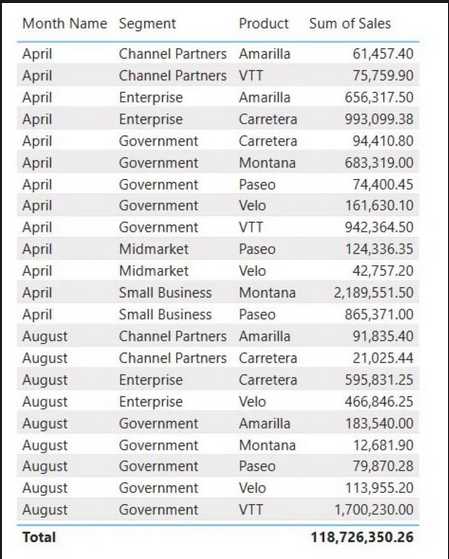 Month Name Segment Product Sum of Sales
April Channel Partners Amarilla 61,457.40
April Channel Partners VTT 75,759.90
April Enterprise Amarilla 656,317.50
April Enterprise Carretera 993,099.38
April Government Carretera 94,410.80
April Government Montana 683,319.00
April Government Paseo 74,400.45
April Government Velo 161,630.10
April Government VTT 942,364.50
April Midmarket Paseo 124,336.35
April Midmarket Velo 42,757.20
April Small Business Montana 2,189,551.50
April Small Business Paseo 865,371.00
August Channel Partners Amarilla 91,835.40
August Channel Partners Carretera 21,025.44
August Enterprise Carretera 595,831.25
August Enterprise Velo 466,846.25
August Government Amarilla 183,540.00
August Government Montana 12,681.90
August Government Paseo 79,870.28
August Government Velo 113,955.20
August Government VTT 1,700,230.00
Total 118,726,350.26